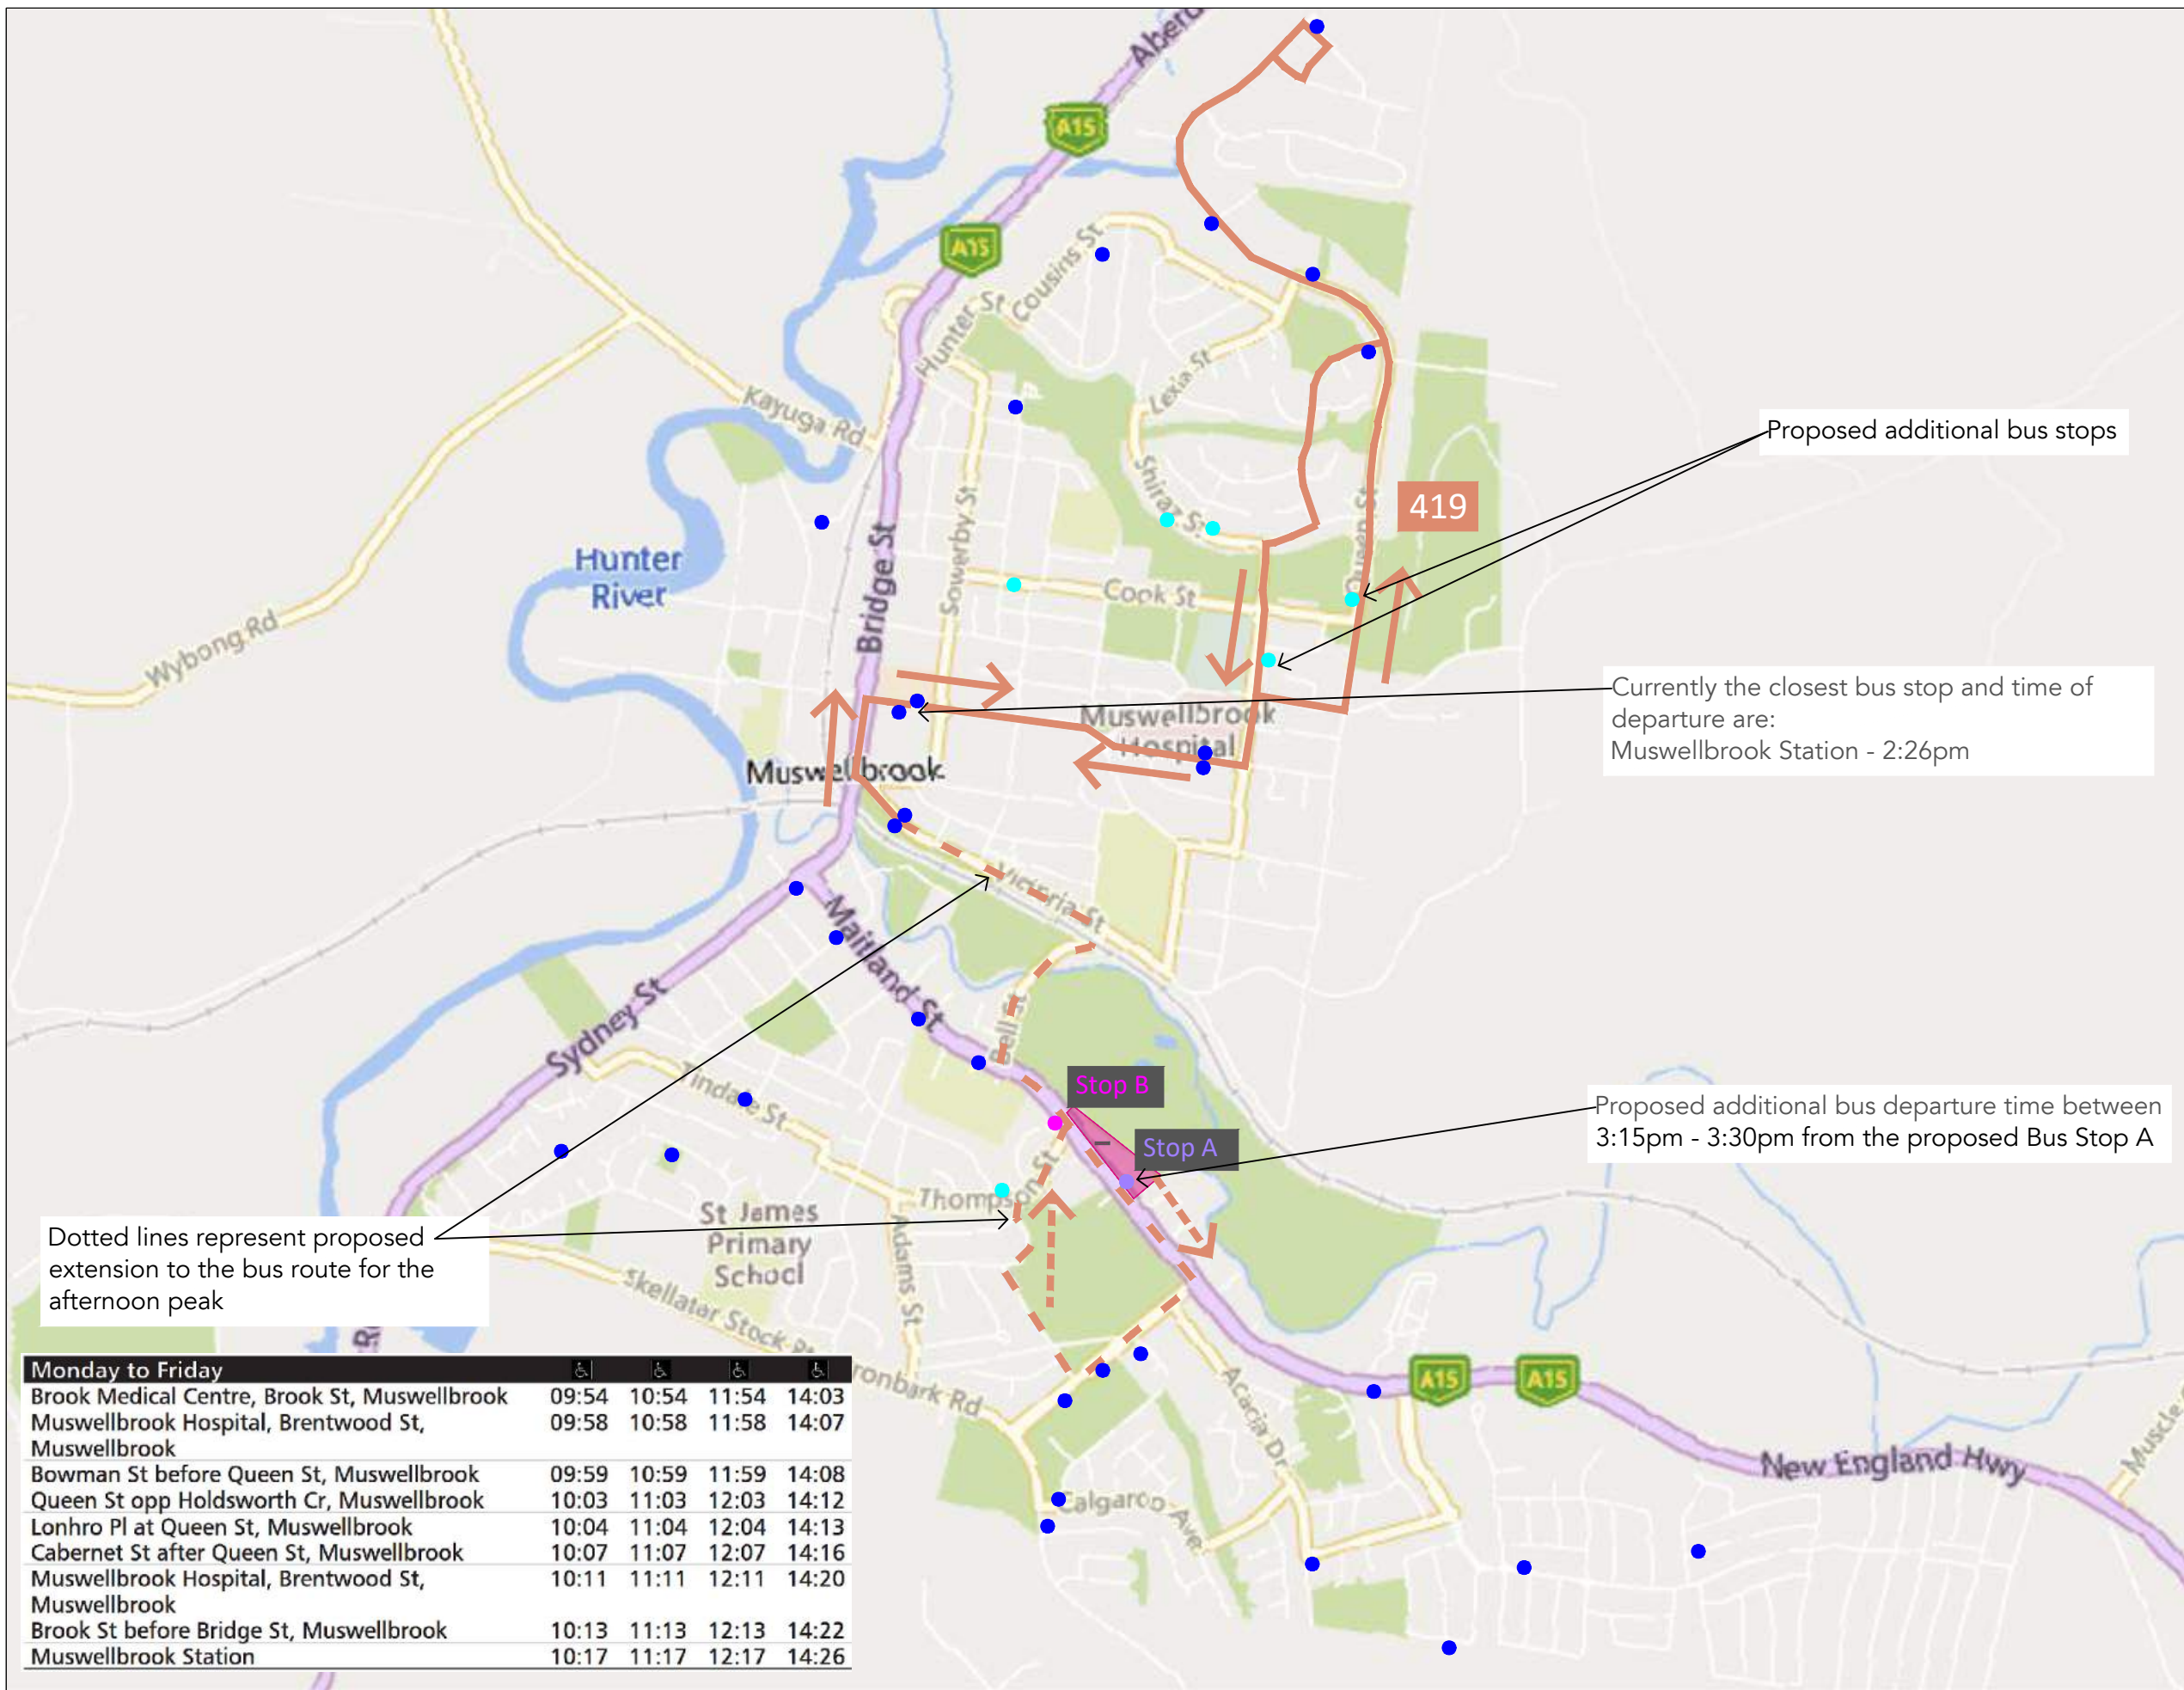 Aberd
A15
A15
Hunter St
Cousins St
Lexia St
Kayuga Rd
Proposed additional bus stops
Shiraz St
419
Queen St
Sowerby St
Bridge St
Hunter
River
Cook St
Wybong Rd
Currently the closest bus stop and time of
departure are:
Muswellbrook Station - 2:26pm
Muswellbrook
Hospital
Muswellbrook
Victoria St
Maitland St
Sydney St
Bell St
Tindale St
Stop B
Stop A
Proposed additional bus departure time between
3:15pm - 3:30pm from the proposed Bus Stop A
Thompson St
St James
Primary
School
Adams St
Dotted lines represent proposed
extension to the bus route for the
afternoon peak
Skellatar Stock Rt
ronbark Rd
Acacia Dr
A15
A15
New England Hwy
Muscle
Calgaroo Ave
Monday to Friday
Brook Medical Centre, Brook St, Muswellbrook 09:54 10:54 11:54 14:03
Muswellbrook Hospital, Brentwood St, 09:58 10:58 11:58 14:07
Muswellbrook
Bowman St before Queen St, Muswellbrook 09:59 10:59 11:59 14:08
Queen St opp Holdsworth Cr, Muswellbrook 10:03 11:03 12:03 14:12
Lonhro Pl at Queen St, Muswellbrook 10:04 11:04 12:04 14:13
Cabernet St after Queen St, Muswellbrook 10:07 11:07 12:07 14:16
Muswellbrook Hospital, Brentwood St, 10:11 11:11 12:11 14:20
Muswellbrook
Brook St before Bridge St, Muswellbrook 10:13 11:13 12:13 14:22
Muswellbrook Station 10:17 11:17 12:17 14:26